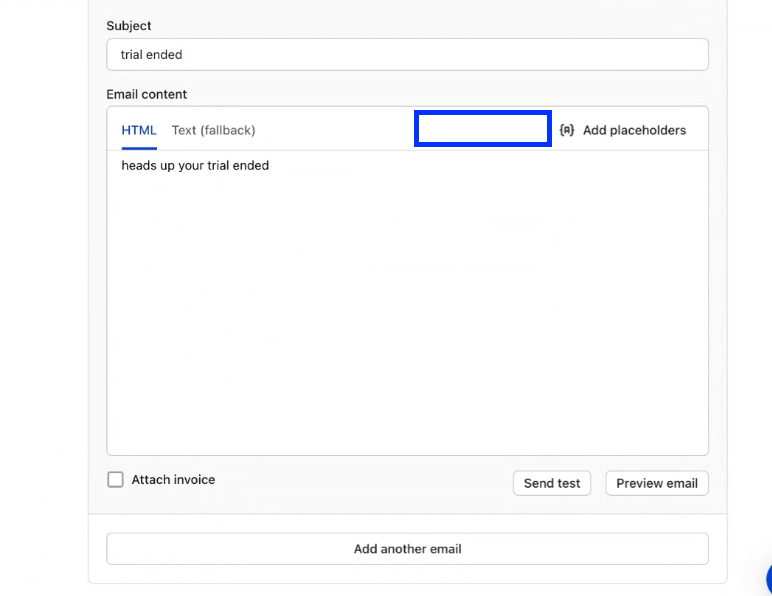 Subject
trial ended
Email content
HTML Text (fallback) {A} Add placeholders
heads up your trial ended
Attach invoice
Send test Preview email
Add another email